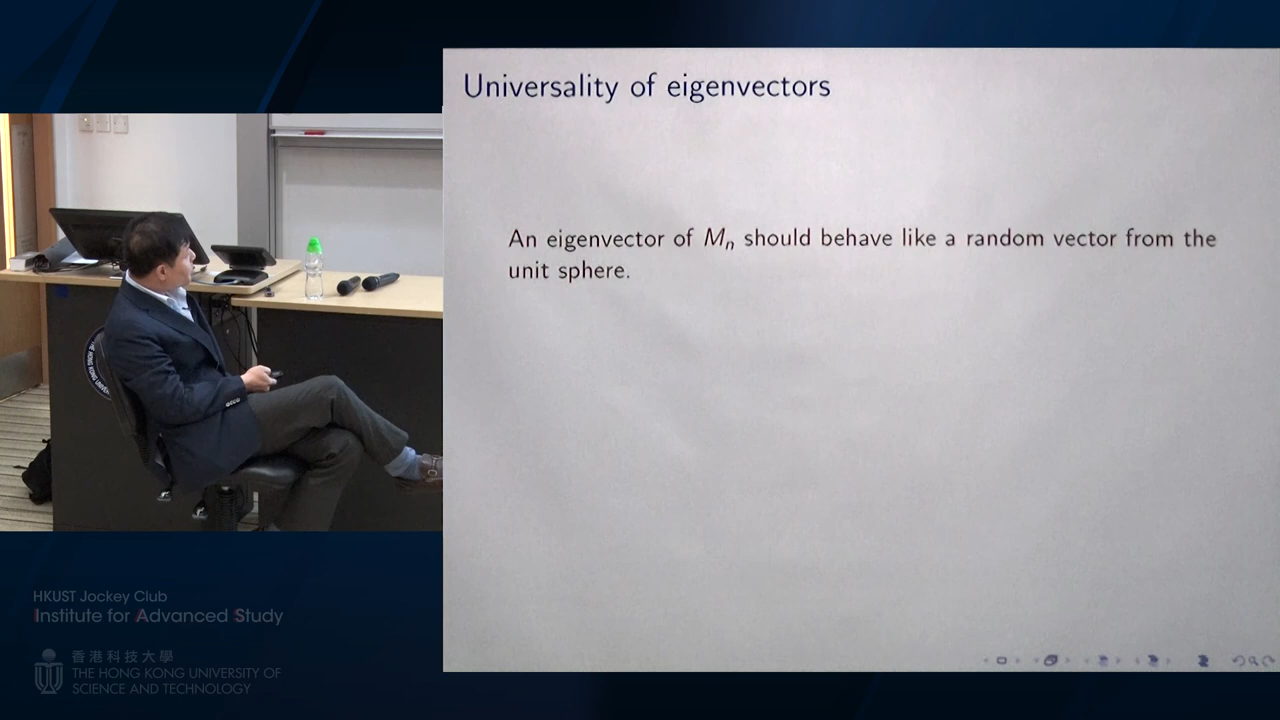 Universality of eigenvectors
An eigenvector of Mₙ should behave like a random vector from the
unit sphere.
HKUST Jockey Club
Institute for Advanced Study
香港科技大學
THE HONG KONG UNIVERSITY OF
SCIENCE AND TECHNOLOGY